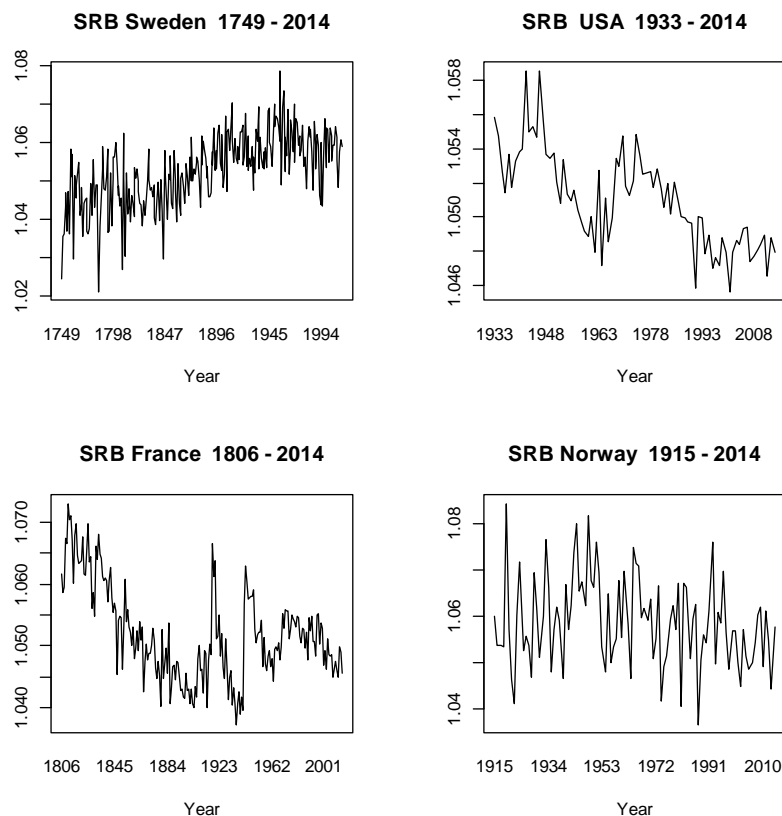 SRB Sweden 1749 - 2014
1.08
1.06
1.04
1.02
1749 1798 1847 1896 1945 1994
Year
SRB USA 1933 - 2014
1.058
1.054
1.050
1.046
1933 1948 1963 1978 1993 2008
Year
SRB France 1806 - 2014
1.070
1.060
1.050
1.040
1806 1845 1884 1923 1962 2001
Year
SRB Norway 1915 - 2014
1.08
1.06
1.04
1915 1934 1953 1972 1991 2010
Year